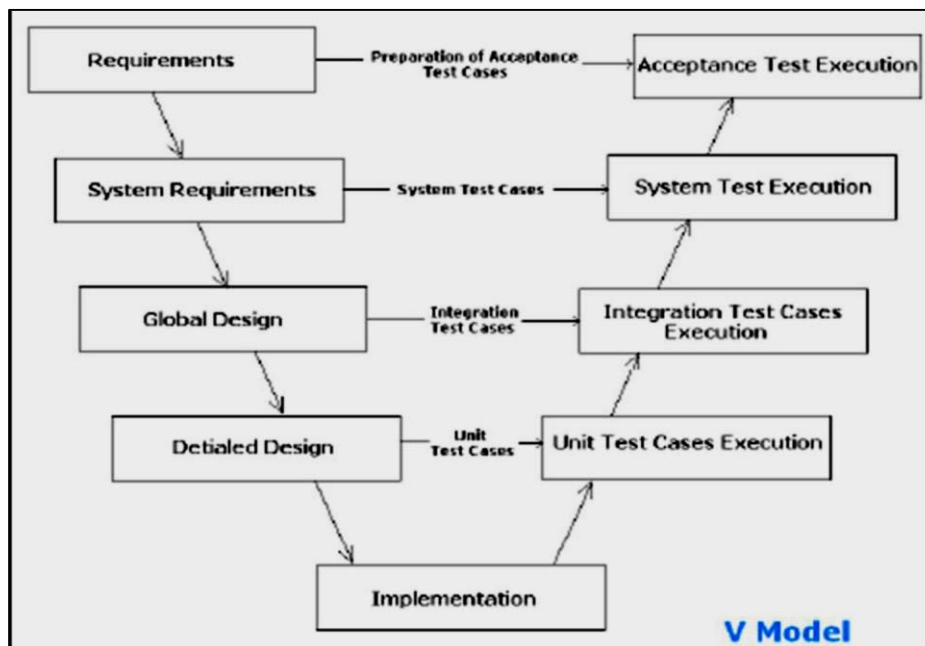 Requirements
Preparation of Acceptance
Test Cases
Acceptance Test Execution
System Requirements
System Test Cases
System Test Execution
Global Design
Integration
Test Cases
Integration Test Cases
Execution
Detialed Design
Unit
Test Cases
Unit Test Cases Execution
Implementation
V Model